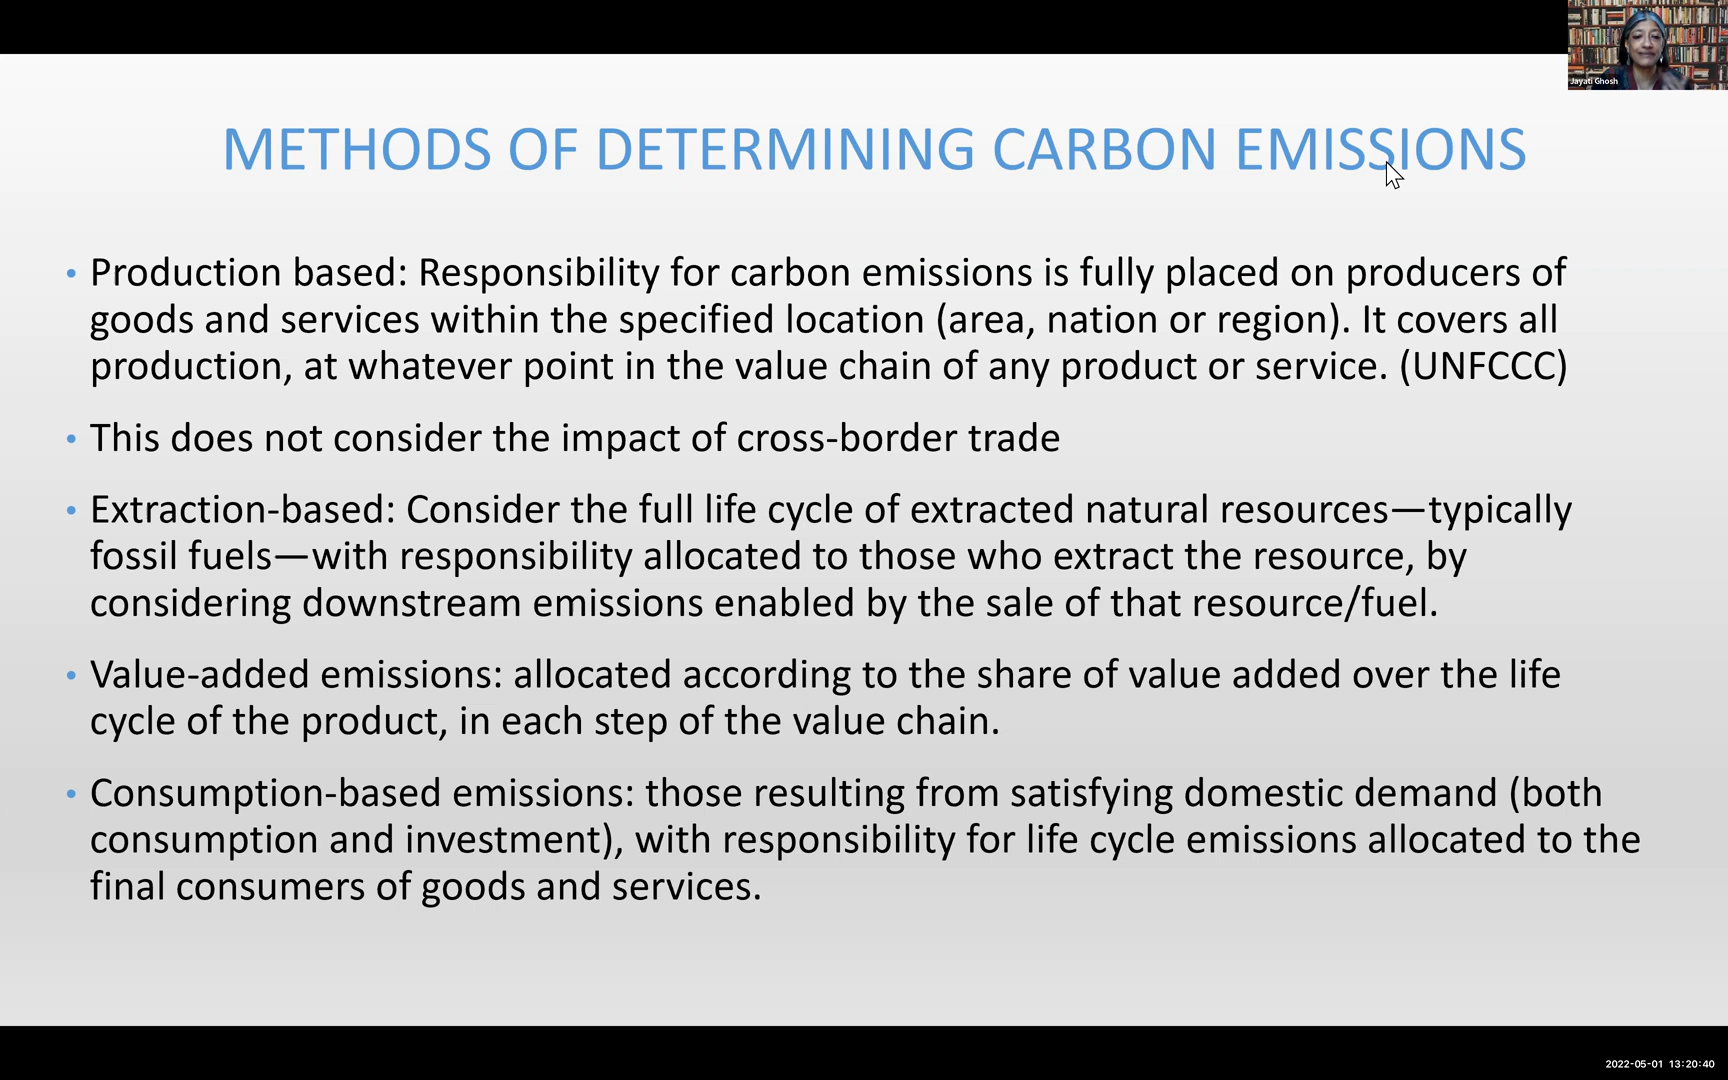 Jayati Ghosh
METHODS OF DETERMINING CARBON EMISSIONS
• Production based: Responsibility for carbon emissions is fully placed on producers of
goods and services within the specified location (area, nation or region). It covers all
production, at whatever point in the value chain of any product or service. (UNFCCC)
• This does not consider the impact of cross-border trade
• Extraction-based: Consider the full life cycle of extracted natural resources—typically
fossil fuels—with responsibility allocated to those who extract the resource, by
considering downstream emissions enabled by the sale of that resource/fuel.
• Value-added emissions: allocated according to the share of value added over the life
cycle of the product, in each step of the value chain.
• Consumption-based emissions: those resulting from satisfying domestic demand (both
consumption and investment), with responsibility for life cycle emissions allocated to the
final consumers of goods and services.
2022-05-01 13:20:40